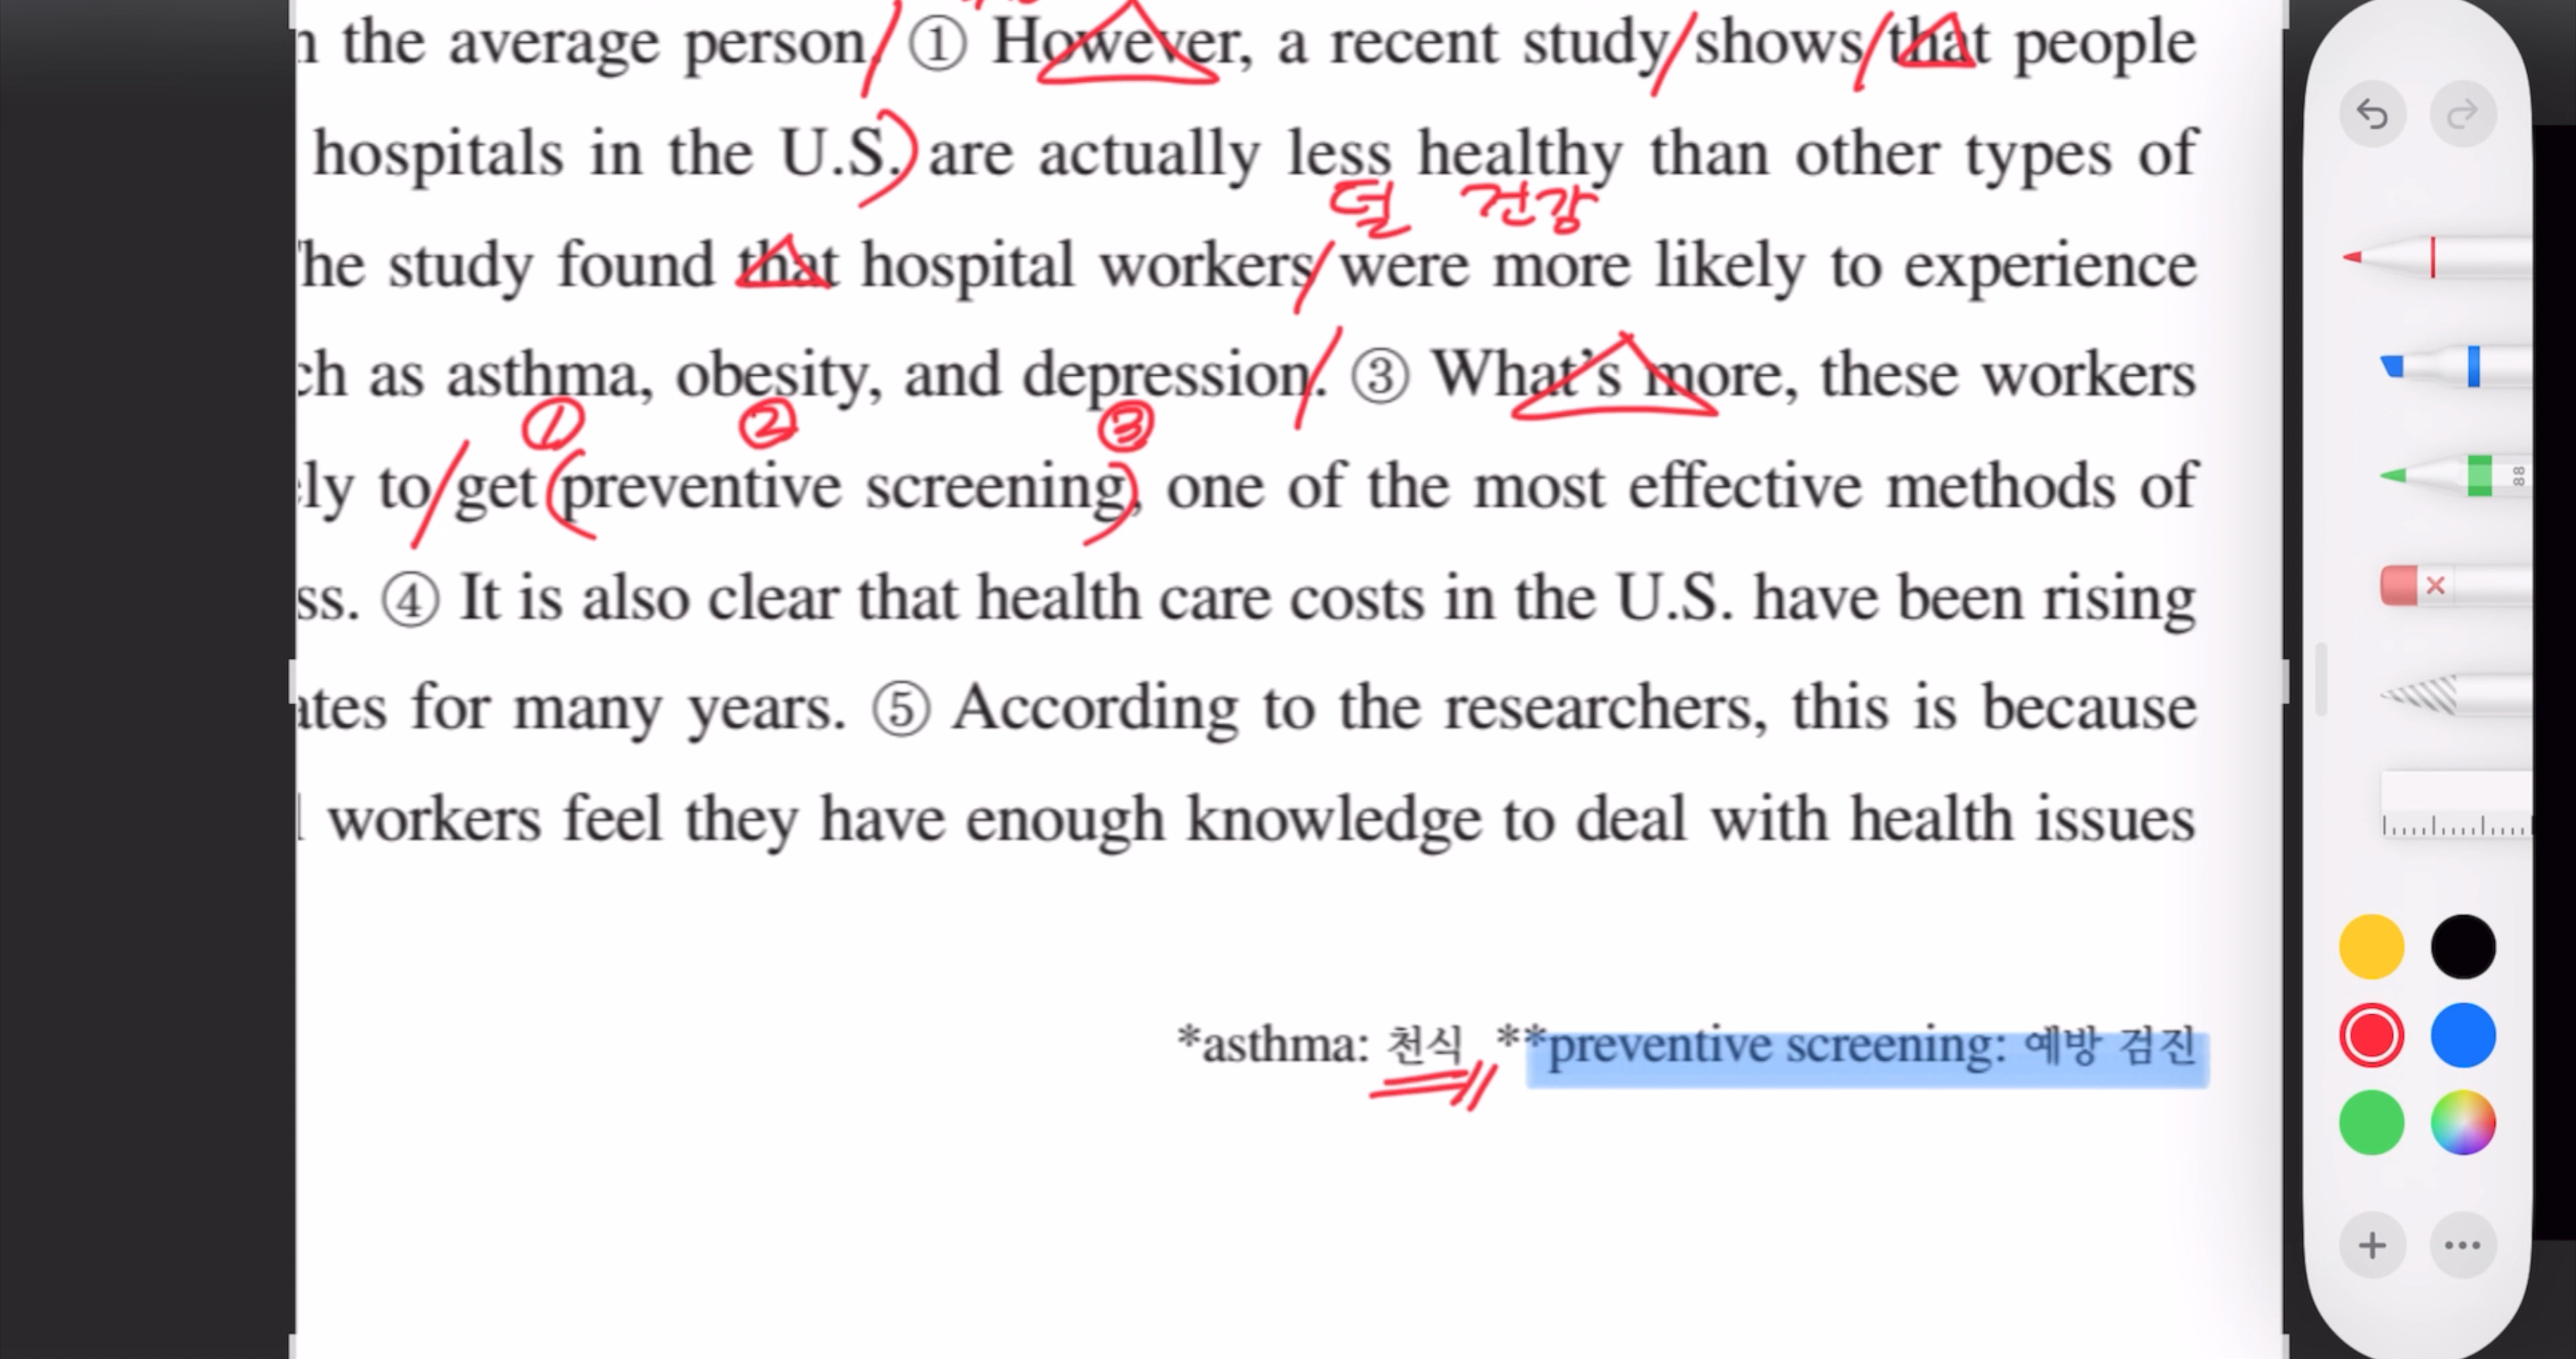 the average person. ① However, a recent study shows that people
hospitals in the U.S. are actually less healthy than other types of
덜 건강
The study found that hospital workers were more likely to experience
as asthma, obesity, and depression. ③ What's more, these workers
① ② ③
to get preventive screening, one of the most effective methods of
④ It is also clear that health care costs in the U.S. have been rising
for many years. ⑤ According to the researchers, this is because
workers feel they have enough knowledge to deal with health issues
*asthma: 천식 **preventive screening: 예방 검진
88